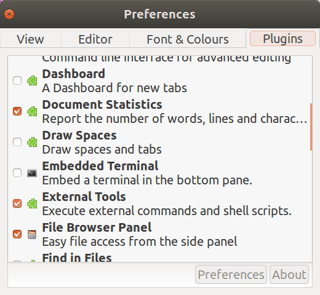 Preferences
View Editor Font & Colours Plugins
Command line interface for advanced editing
Dashboard
A Dashboard for new tabs
Document Statistics
Report the number of words, lines and charac...
Draw Spaces
Draw spaces and tabs
Embedded Terminal
Embed a terminal in the bottom pane.
External Tools
Execute external commands and shell scripts.
File Browser Panel
Easy file access from the side panel
Find in Files
Preferences About